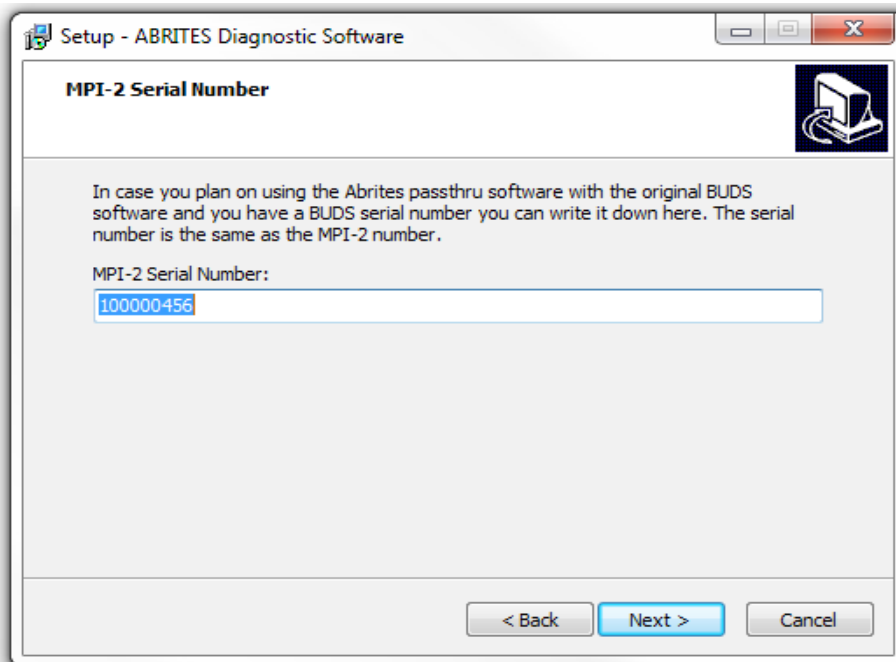 Setup - ABRITES Diagnostic Software
MPI-2 Serial Number
In case you plan on using the Abrites passthru software with the original BUDS
software and you have a BUDS serial number you can write it down here. The serial
number is the same as the MPI-2 number.
MPI-2 Serial Number:
100000456
< Back Next > Cancel